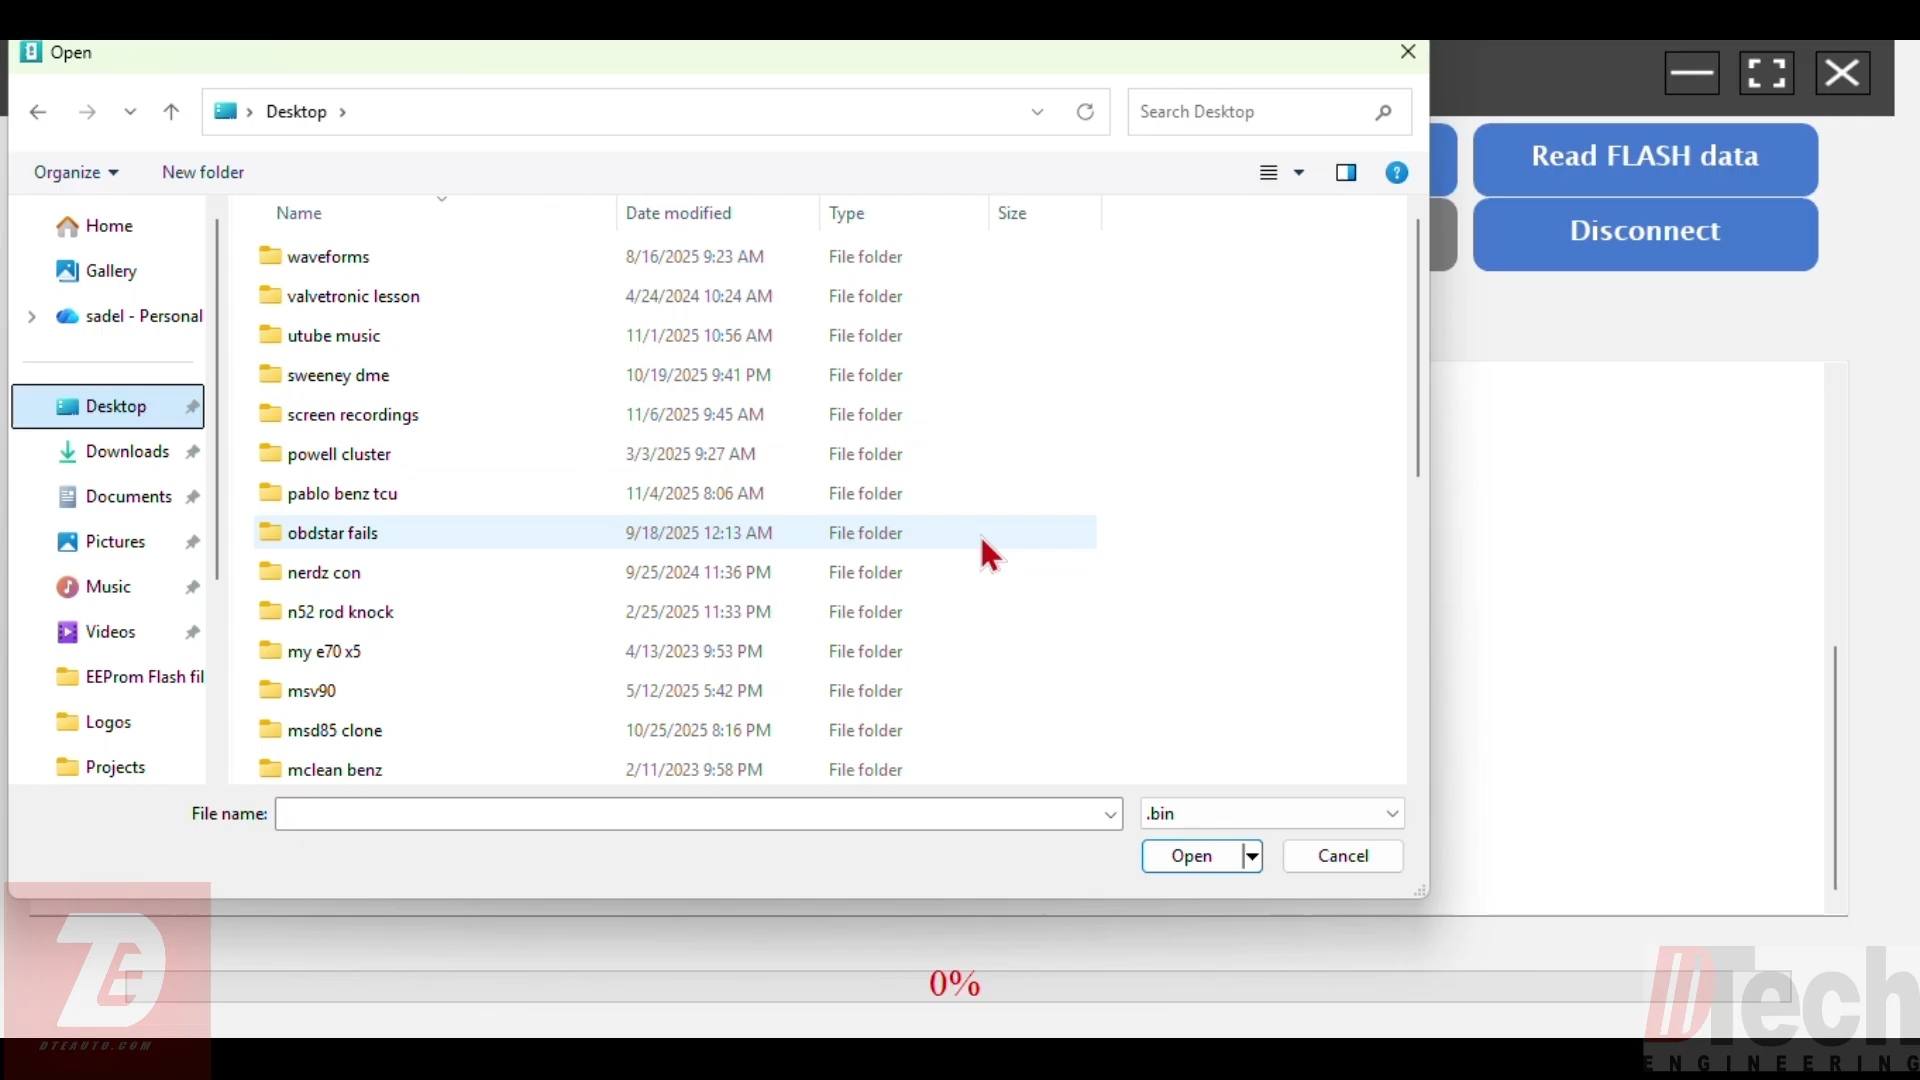 Open
Desktop
Search Desktop
Organize
New folder
Read FLASH data
Disconnect
Home
Gallery
sadel - Personal
Desktop
Downloads
Documents
Pictures
Music
Videos
EEProm Flash fil
Logos
Projects
Name Date modified Type Size
waveforms 8/16/2025 9:23 AM File folder
valvetronic lesson 4/24/2024 10:24 AM File folder
utube music 11/1/2025 10:56 AM File folder
sweeney dme 10/19/2025 9:41 PM File folder
screen recordings 11/6/2025 9:45 AM File folder
powell cluster 3/3/2025 9:27 AM File folder
pablo benz tcu 11/4/2025 8:06 AM File folder
obdstar fails 9/18/2025 12:13 AM File folder
nerdz con 9/25/2024 11:36 PM File folder
n52 rod knock 2/25/2025 11:33 PM File folder
my e70 x5 4/13/2023 9:53 PM File folder
msv90 5/12/2025 5:42 PM File folder
msd85 clone 10/25/2025 8:16 PM File folder
mclean benz 2/11/2023 9:58 PM File folder
File name:
.bin
Open
Cancel
0%
DTE
DTEAUTO.COM
DTech
ENGINEERING